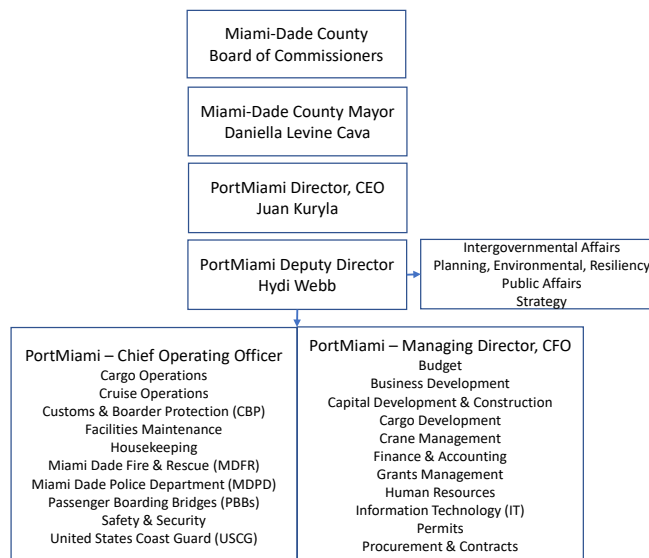 Miami-Dade County
Board of Commissioners
Miami-Dade County Mayor
Daniella Levine Cava
PortMiami Director, CEO
Juan Kuryla
PortMiami Deputy Director
Hydi Webb
Intergovernmental Affairs
Planning, Environmental, Resiliency
Public Affairs
Strategy
PortMiami – Chief Operating Officer
Cargo Operations
Cruise Operations
Customs & Boarder Protection (CBP)
Facilities Maintenance
Housekeeping
Miami Dade Fire & Rescue (MDFR)
Miami Dade Police Department (MDPD)
Passenger Boarding Bridges (PBBs)
Safety & Security
United States Coast Guard (USCG)
PortMiami – Managing Director, CFO
Budget
Business Development
Capital Development & Construction
Cargo Development
Crane Management
Finance & Accounting
Grants Management
Human Resources
Information Technology (IT)
Permits
Procurement & Contracts